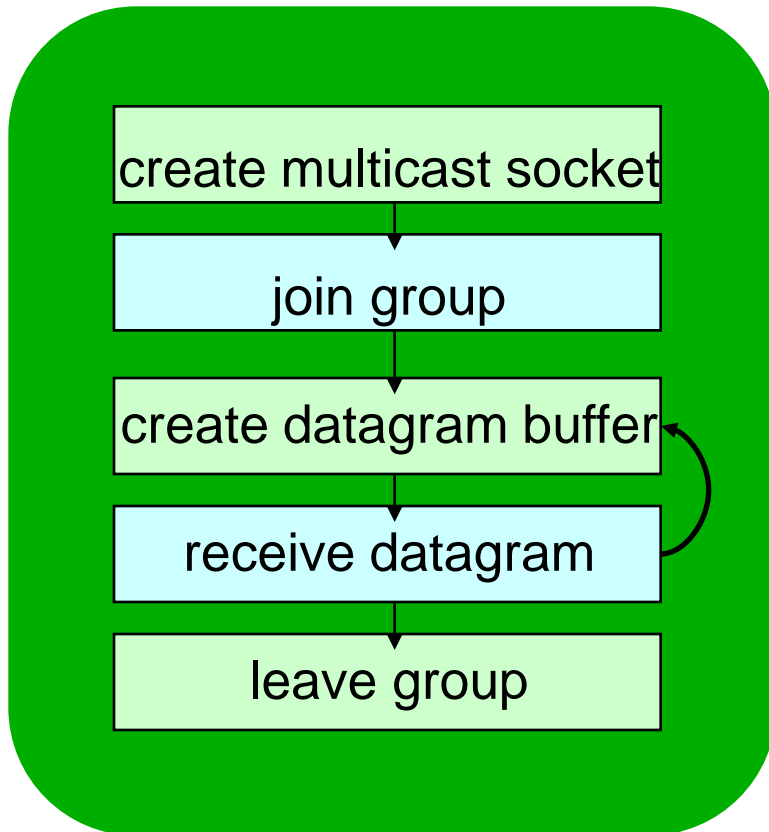 create multicast socket
join group
create datagram buffer
receive datagram
leave group